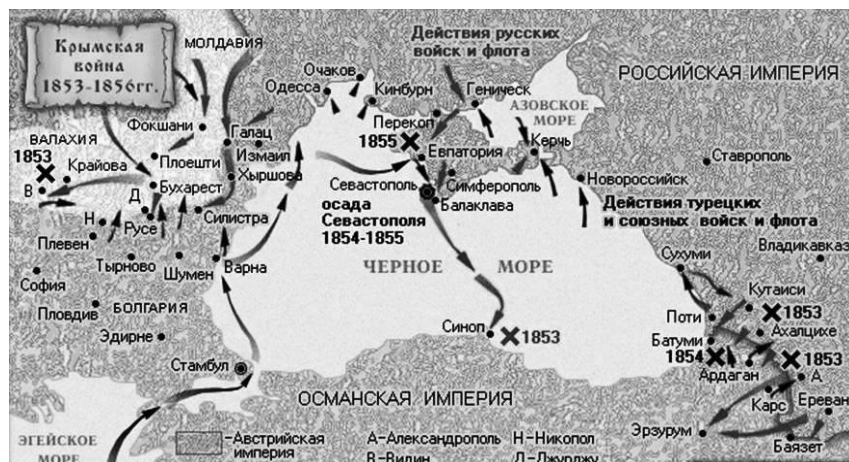 Крымская
война
1853-1856гг.
МОЛДАВИЯ
Действия русских
войск и флота
РОССИЙСКАЯ ИМПЕРИЯ
Очаков
Одесса
Кинбурн
Геническ
АЗОВСКОЕ
МОРЕ
Фокшани
Галац
Измаил
Перекоп
1855
Керчь
Евпатория
ВАЛАХИЯ
1853
Крайова
Плоешти
Хыршова
В
Бухарест
Д
Севастополь
Симферополь
Балаклава
Новороссийск
Ставрополь
осада
Севастополя
1854-1855
Действия турецких
и союзных войск и флота
Н
Русе
Силистра
Плевен
Тырново
Шумен
Варна
ЧЕРНОЕ МОРЕ
Сухуми
Владикавказ
София
БОЛГАРИЯ
Пловдив
Эдирне
Кутаиси
Поти
1853
Ахалцихе
Синоп
1853
Батуми
1854
1853
Стамбул
Ардаган
А
Карс
Ереван
ОСМАНСКАЯ ИМПЕРИЯ
Эрзурум
Баязет
ЭГЕЙСКОЕ
МОРЕ
-Австрийская
империя
А-Александрополь
Н-Никопол
В-Видин
Д-Джурджу